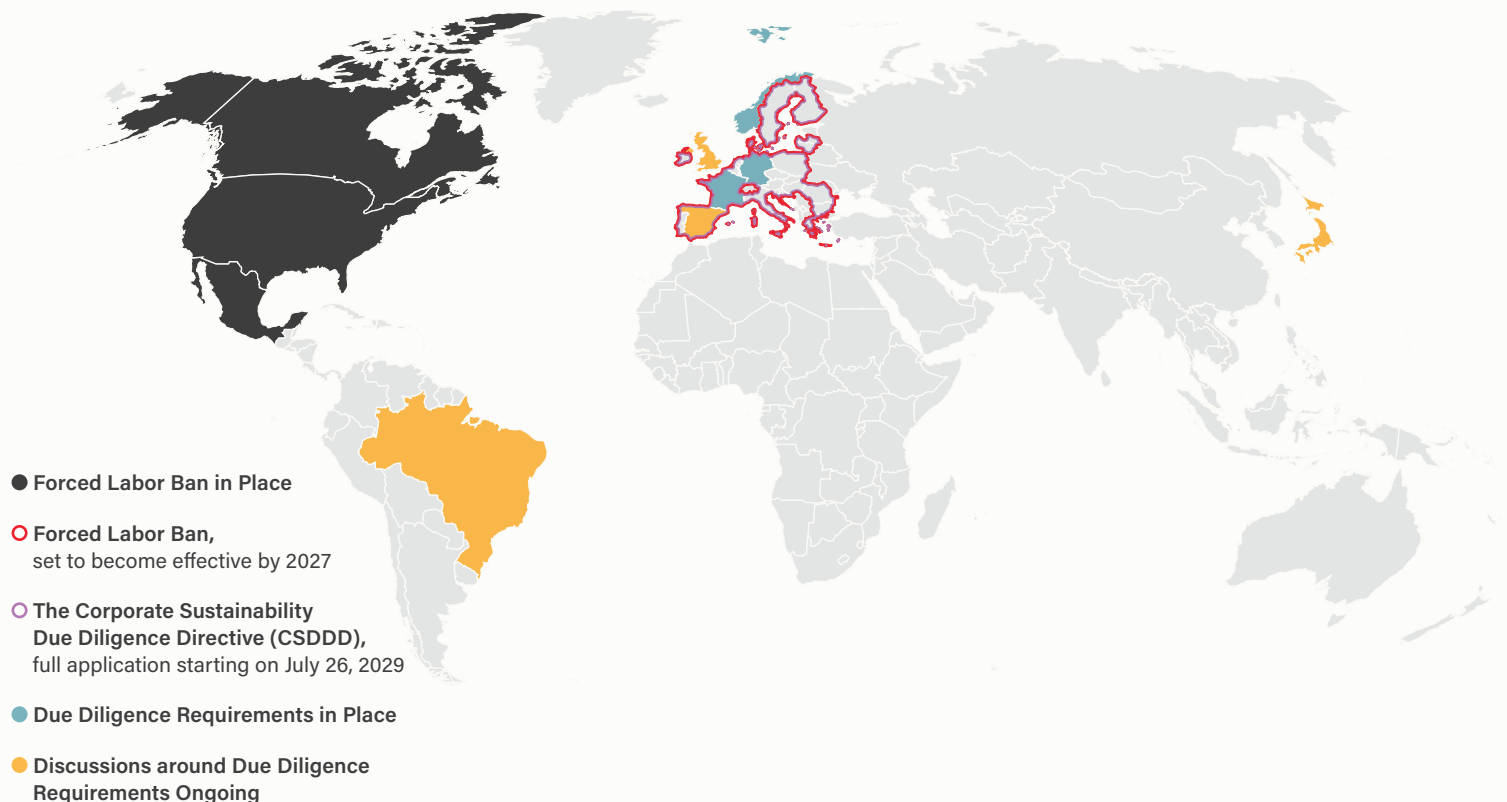 Forced Labor Ban in Place
Forced Labor Ban,
set to become effective by 2027
The Corporate Sustainability
Due Diligence Directive (CSDDD),
full application starting on July 26, 2029
Due Diligence Requirements in Place
Discussions around Due Diligence
Requirements Ongoing